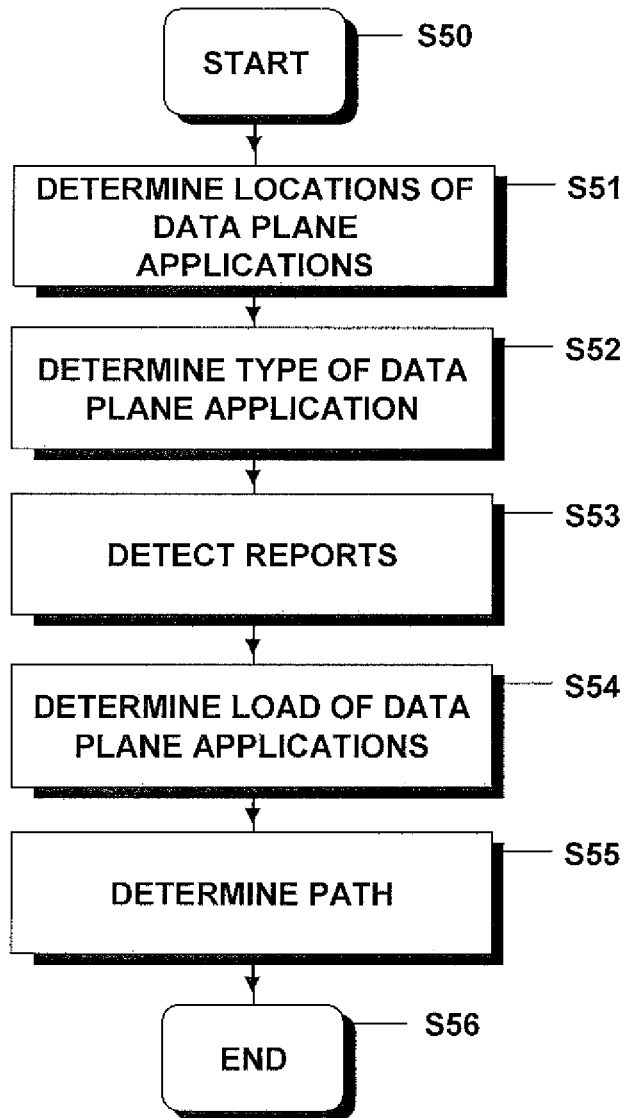 START
S50
DETERMINE LOCATIONS OF
DATA PLANE
APPLICATIONS
S51
DETERMINE TYPE OF DATA
PLANE APPLICATION
S52
DETECT REPORTS
S53
DETERMINE LOAD OF DATA
PLANE APPLICATIONS
S54
DETERMINE PATH
S55
END
S56